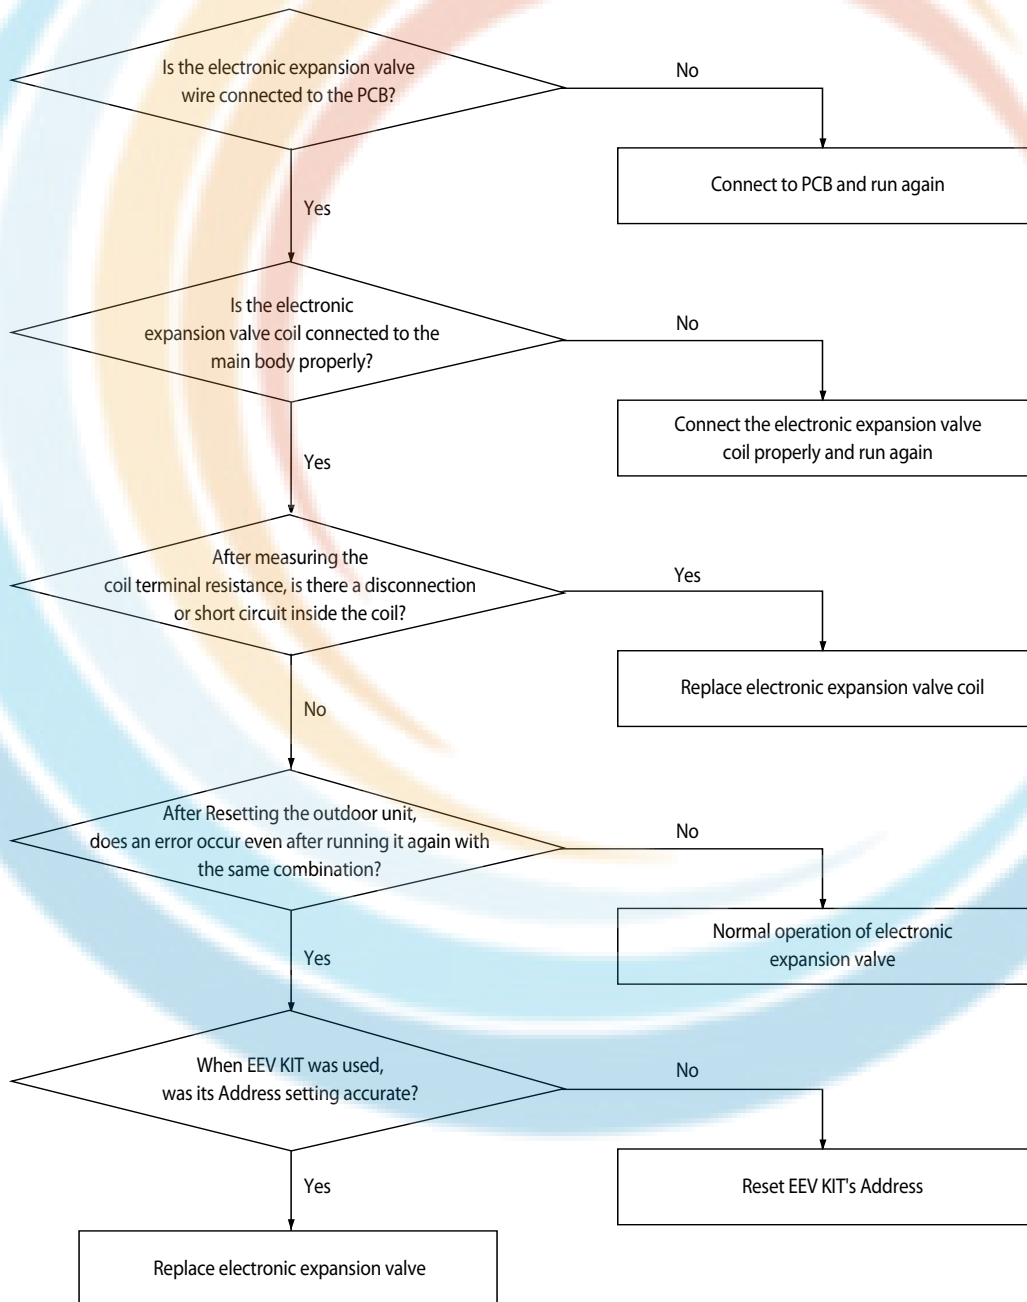 Is the electronic expansion valve
wire connected to the PCB?
No
Connect to PCB and run again
Yes
Is the electronic
expansion valve coil connected to the
main body properly?
No
Connect the electronic expansion valve
coil properly and run again
Yes
After measuring the
coil terminal resistance, is there a disconnection
or short circuit inside the coil?
Yes
Replace electronic expansion valve coil
No
After Resetting the outdoor unit,
does an error occur even after running it again with
the same combination?
No
Normal operation of electronic
expansion valve
Yes
When EEV KIT was used,
was its Address setting accurate?
No
Reset EEV KIT's Address
Yes
Replace electronic expansion valve